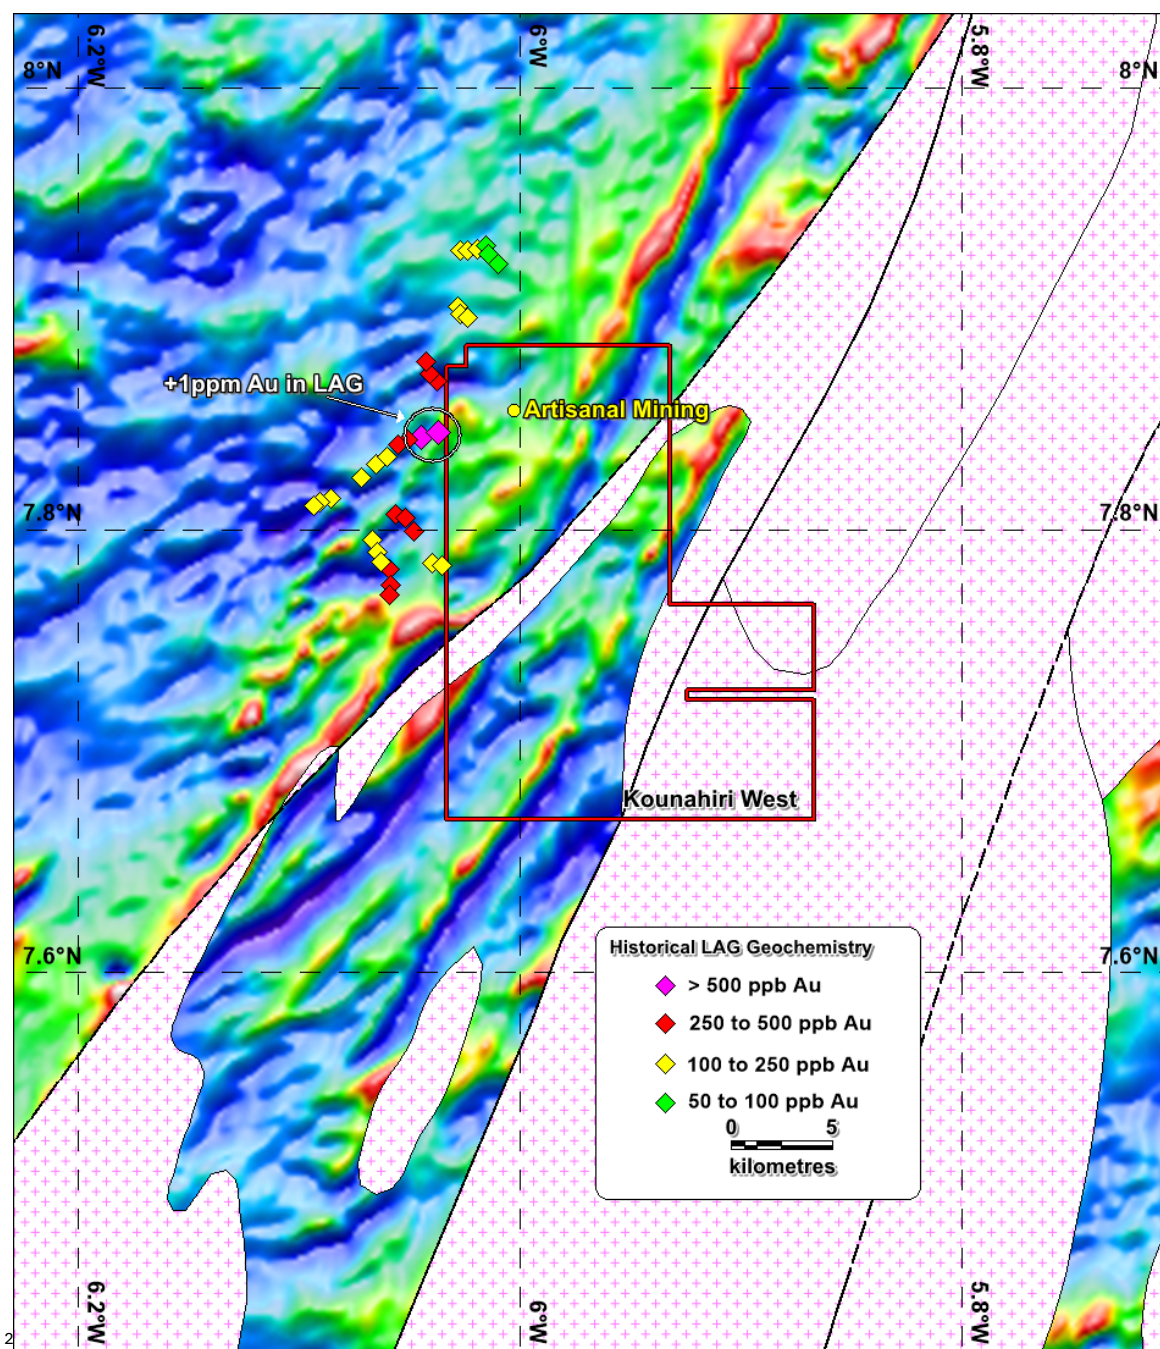 6.2°W
6°W
5.8°W
8°N
8°N
+1ppm Au in LAG
Artisanal Mining
7.8°N
7.8°N
Kounahiri West
7.6°N
7.6°N
Historical LAG Geochemistry
> 500 ppb Au
250 to 500 ppb Au
100 to 250 ppb Au
50 to 100 ppb Au
0 5
kilometres
6.2°W
6°W
5.8°W
2